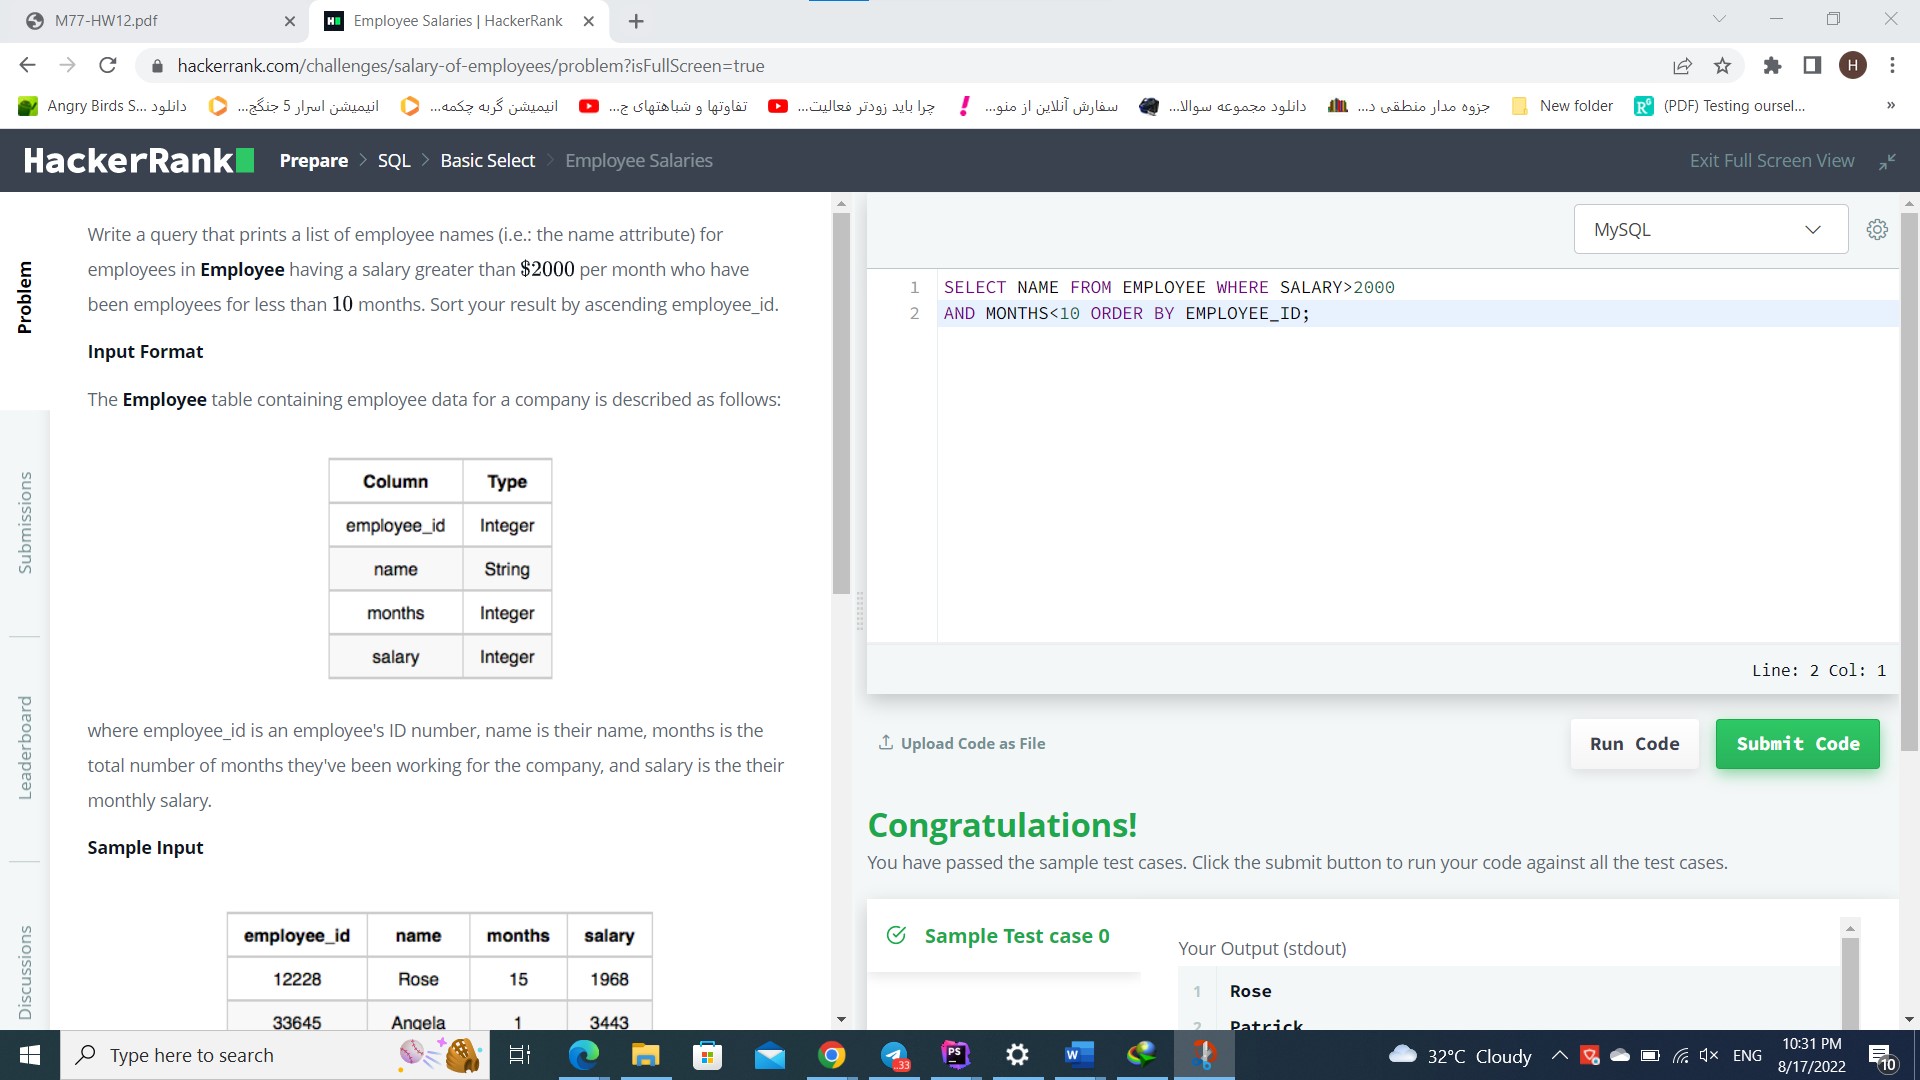 M77-HW12.pdf
Employee Salaries | HackerRank
hackerrank.com/challenges/salary-of-employees/problem?isFullScreen=true
H
Angry Birds S... دانلود
انیمیشن اسرار 5 جنگج...
انیمیشن گربه چکمه...
تفاوتها و شباهتهای ج...
چرا باید زودتر فعالیت...
سفارش آنلاین از منو...
دانلود مجموعه سوالا...
جزوه مدار منطقی د...
New folder
(PDF) Testing oursel...
»
HackerRank
Prepare > SQL > Basic Select > Employee Salaries
Exit Full Screen View
Problem
Submissions
Leaderboard
Discussions
Write a query that prints a list of employee names (i.e.: the name attribute) for
employees in Employee having a salary greater than $2000 per month who have
been employees for less than 10 months. Sort your result by ascending employee_id.
Input Format
The Employee table containing employee data for a company is described as follows:
Column Type
employee_id Integer
name String
months Integer
salary Integer
where employee_id is an employee's ID number, name is their name, months is the
total number of months they've been working for the company, and salary is the their
monthly salary.
Sample Input
employee_id name months salary
12228 Rose 15 1968
33645 Angela 1 3443
MySQL
1 SELECT NAME FROM EMPLOYEE WHERE SALARY>2000
2 AND MONTHS<10 ORDER BY EMPLOYEE_ID;
Line: 2 Col: 1
Upload Code as File
Run Code
Submit Code
Congratulations!
You have passed the sample test cases. Click the submit button to run your code against all the test cases.
Sample Test case 0
Your Output (stdout)
1 Rose
2 Patrick
Type here to search
33
PS
W
32°C Cloudy
ENG
10:31 PM
8/17/2022
10